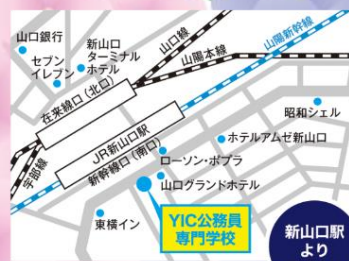 山口銀行
セブン
イレブン
新山口
ターミナル
ホテル
山口線
山陽本線
山陽新幹線
在来線口（北口）
宇部線
JR新山口駅
新幹線口（南口）
昭和シェル
ホテルアムゼ新山口
ローソン・ポプラ
山口グランドホテル
東横イン
YIC公務員
専門学校
新山口駅
より